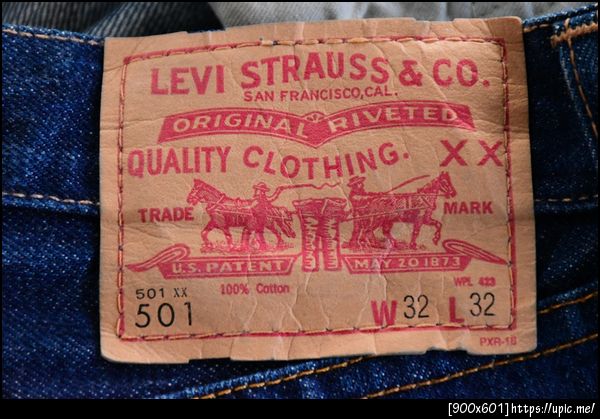 LEVI STRAUSS & CO.
SAN FRANCISCO, CAL.
ORIGINAL RIVETED
QUALITY CLOTHING. XX
TRADE MARK
U.S. PATENT MAY 20 1873
100% Cotton WPL 423
501 XX
501 W 32 L 32
PXR-18
[900x601]https://upic.me/